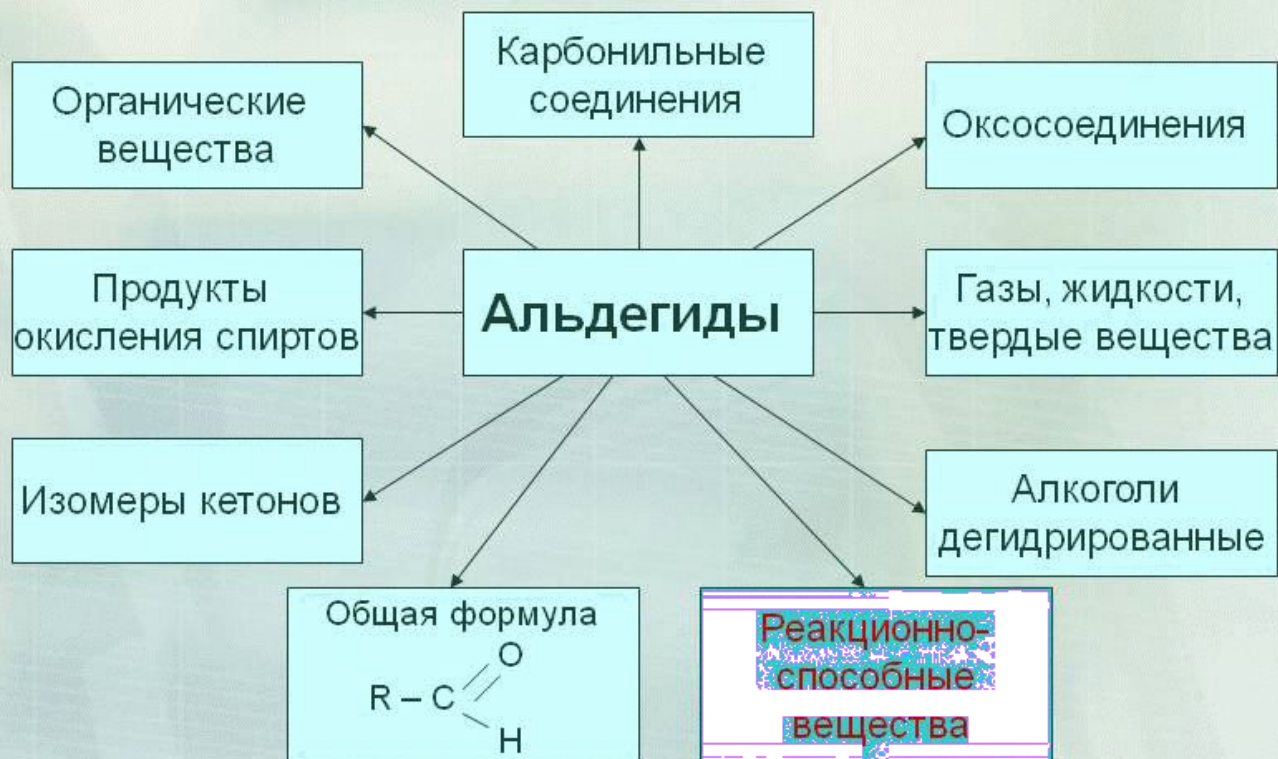 Карбонильные
соединения
Органические
вещества
Оксосоединения
Продукты
окисления спиртов
Альдегиды
Газы, жидкости,
твердые вещества
Изомеры кетонов
Алкоголи
дегидрированные
Общая формула
O
R – C
H
Реакционно-
способные
вещества